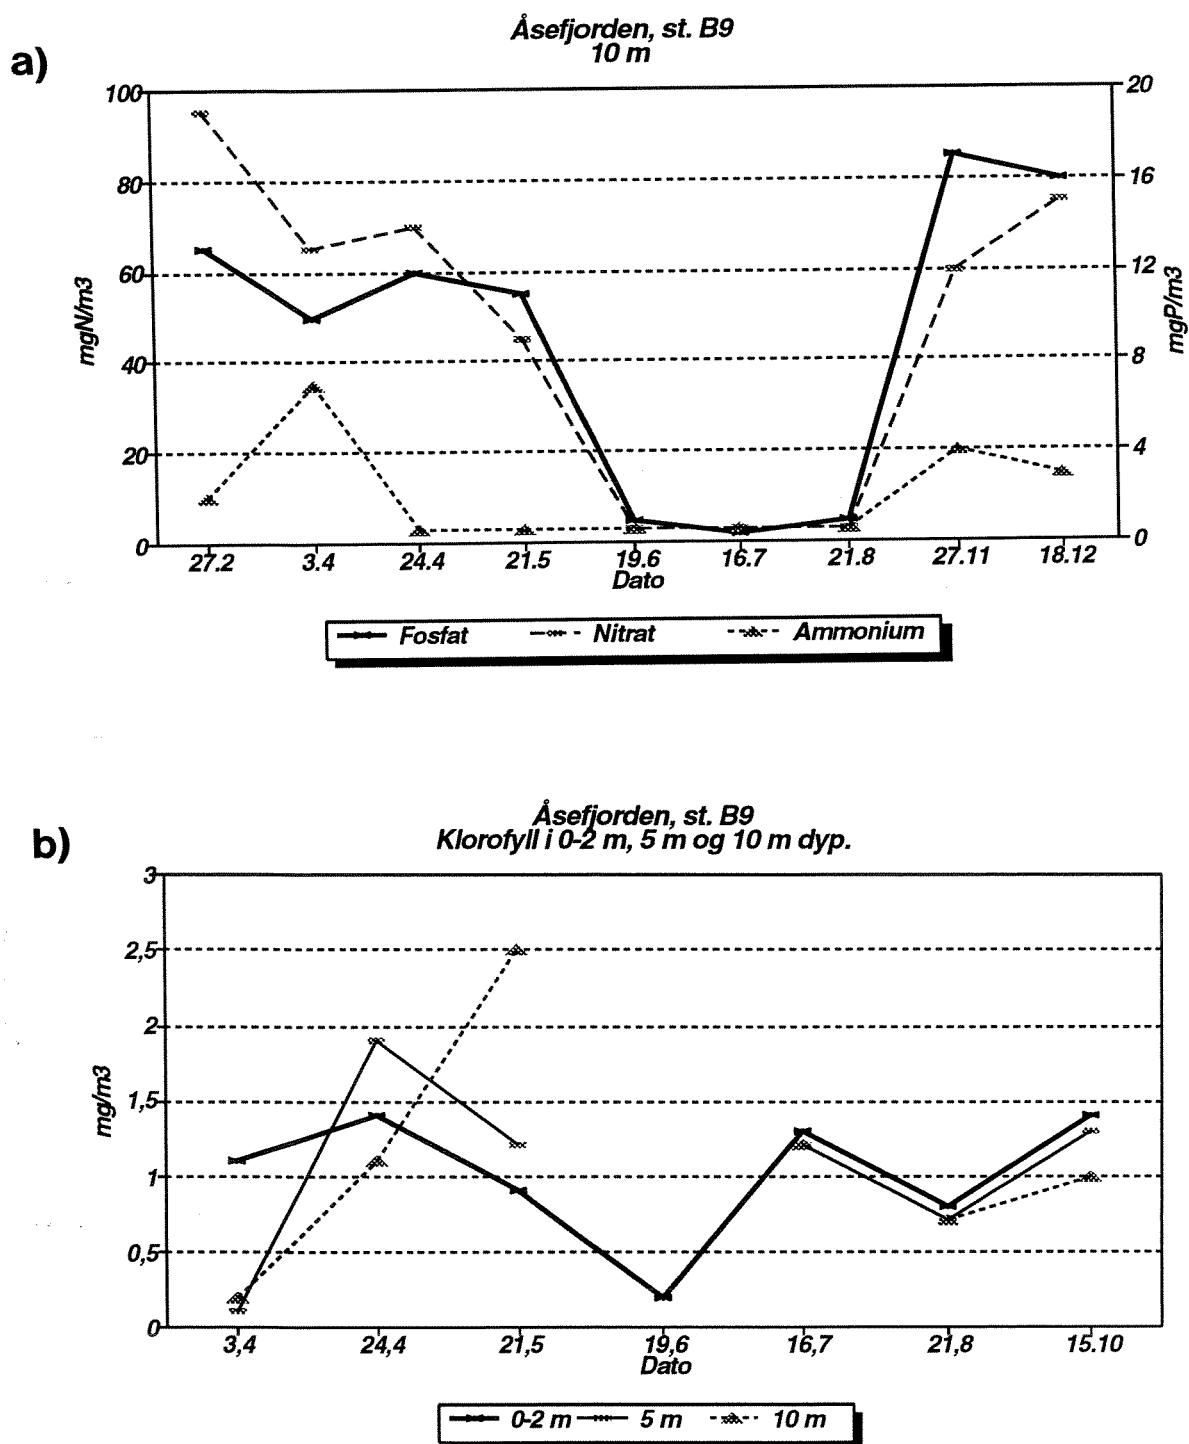 a)
Åsefjorden, st. B9
10 m
100
80
60
40
20
0
mgN/m3
20
16
12
8
4
0
mgP/m3
27.2 3.4 24.4 21.5 19.6 16.7 21.8 27.11 18.12
Dato
Fosfat Nitrat Ammonium
b)
Åsefjorden, st. B9
Klorofyll i 0-2 m, 5 m og 10 m dyp.
3
2,5
2
1,5
1
0,5
0
mg/m3
3,4 24,4 21,5 19,6 16,7 21,8 15.10
Dato
0-2 m 5 m 10 m